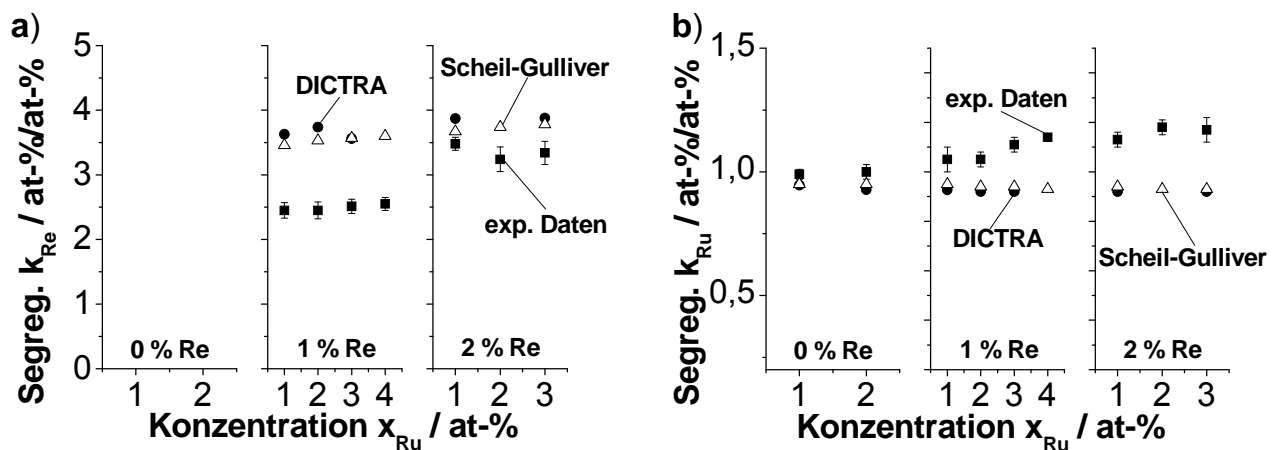 a)
Segreg. k_Re / at-%/at-%
5
4
3
2
1
0
DICTRA
Scheil-Gulliver
exp. Daten
0 % Re
1 % Re
2 % Re
1 2
1 2 3 4
1 2 3
Konzentration x_Ru / at-%
b)
Segreg. k_Ru / at-%/at-%
1,5
1,0
0,5
exp. Daten
DICTRA
Scheil-Gulliver
0 % Re
1 % Re
2 % Re
1 2
1 2 3 4
1 2 3
Konzentration x_Ru / at-%